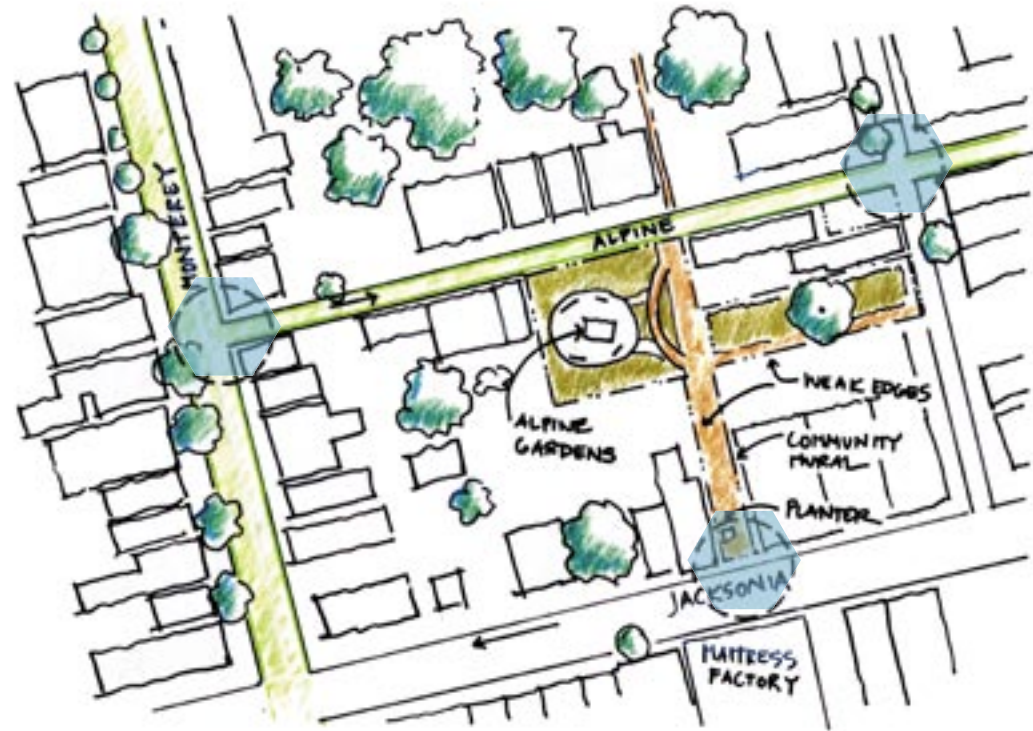 MONTEREY
ALPINE
ALPINE
GARDENS
WEAK EDGES
COMMUNITY
MURAL
PLANTER
JACKSONIA
MATTRESS
FACTORY